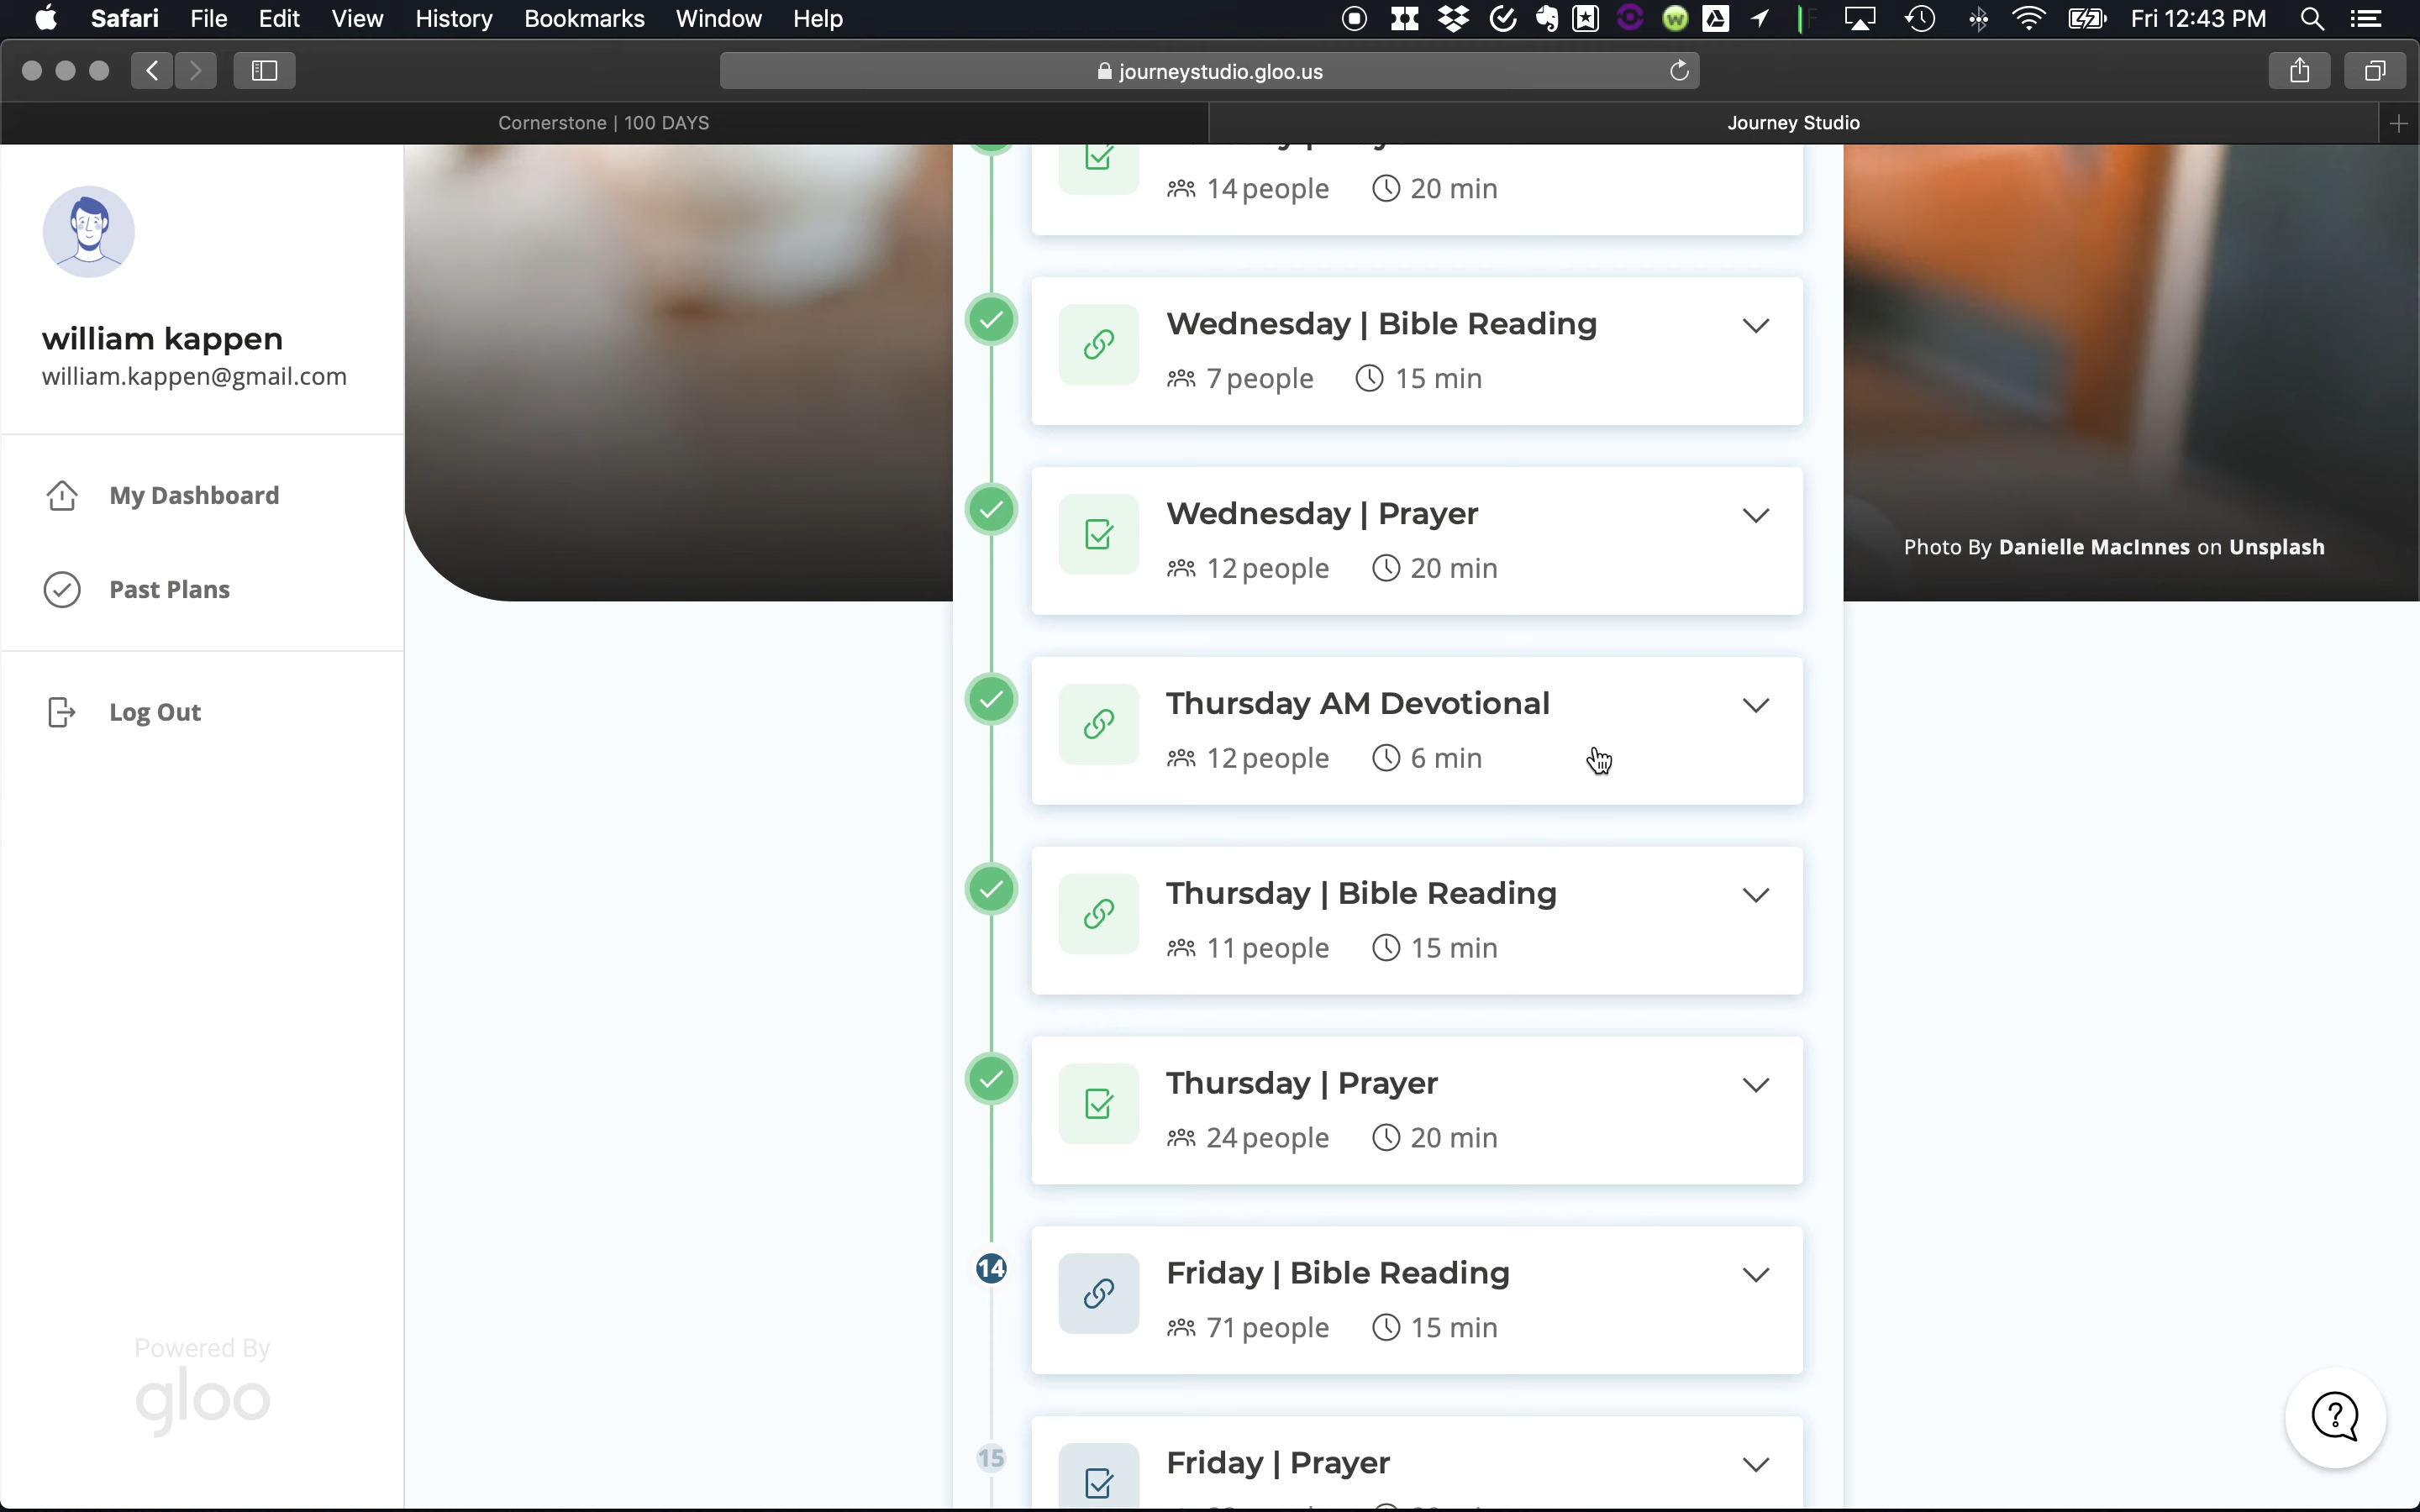 Safari File Edit View History Bookmarks Window Help Fri 12:43 PM
journeystudio.gloo.us
Cornerstone | 100 DAYS
Journey Studio
william kappen
william.kappen@gmail.com
My Dashboard
Past Plans
Log Out
Powered By
gloo
14 people 20 min
Wednesday | Bible Reading
7 people 15 min
Wednesday | Prayer
12 people 20 min
Thursday AM Devotional
12 people 6 min
Thursday | Bible Reading
11 people 15 min
Thursday | Prayer
24 people 20 min
14
Friday | Bible Reading
71 people 15 min
15
Friday | Prayer
Photo By Danielle MacInnes on Unsplash